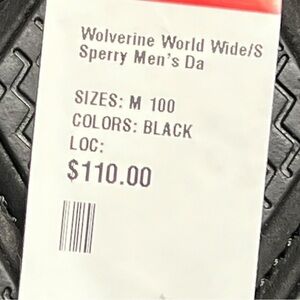 Wolverine World Wide/S
Sperry Men's Da
SIZES: M 100
COLORS: BLACK
LOC:
$110.00